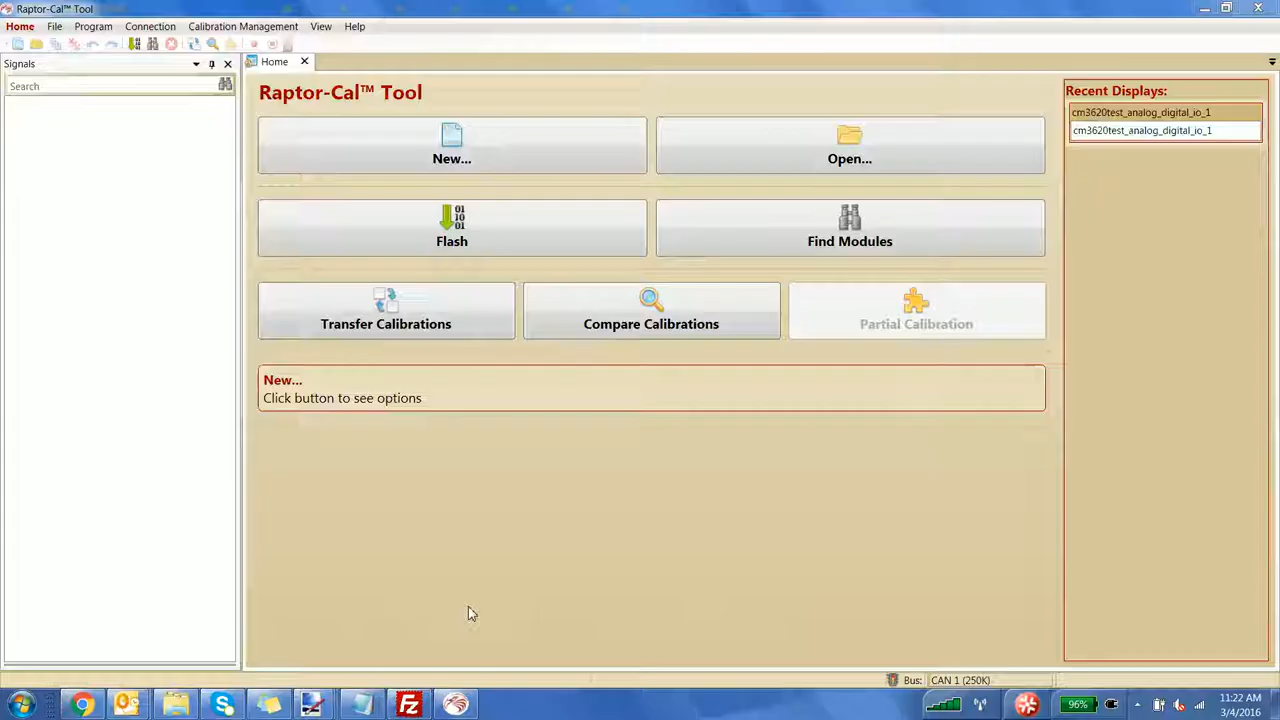 Raptor-Cal™ Tool
Home File Program Connection Calibration Management View Help
Signals
Home
Search
Raptor-Cal™ Tool
New...
Open...
Flash
Find Modules
Transfer Calibrations
Compare Calibrations
Partial Calibration
New...
Click button to see options
Recent Displays:
cm3620test_analog_digital_io_1
cm3620test_analog_digital_io_1
Bus: CAN 1 (250K)
96%
11:22 AM
3/4/2016